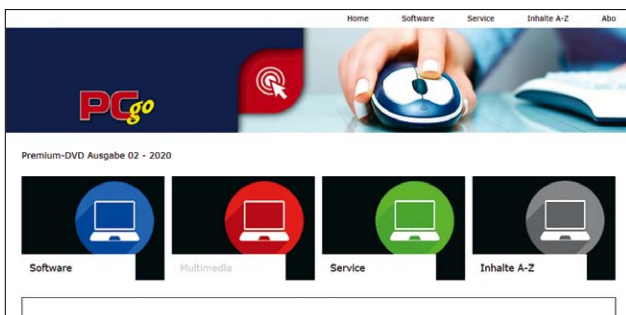 Home Software Service Inhalte A-Z Abo
PCgo
Premium-DVD Ausgabe 02 - 2020
Software Multimedia Service Inhalte A-Z